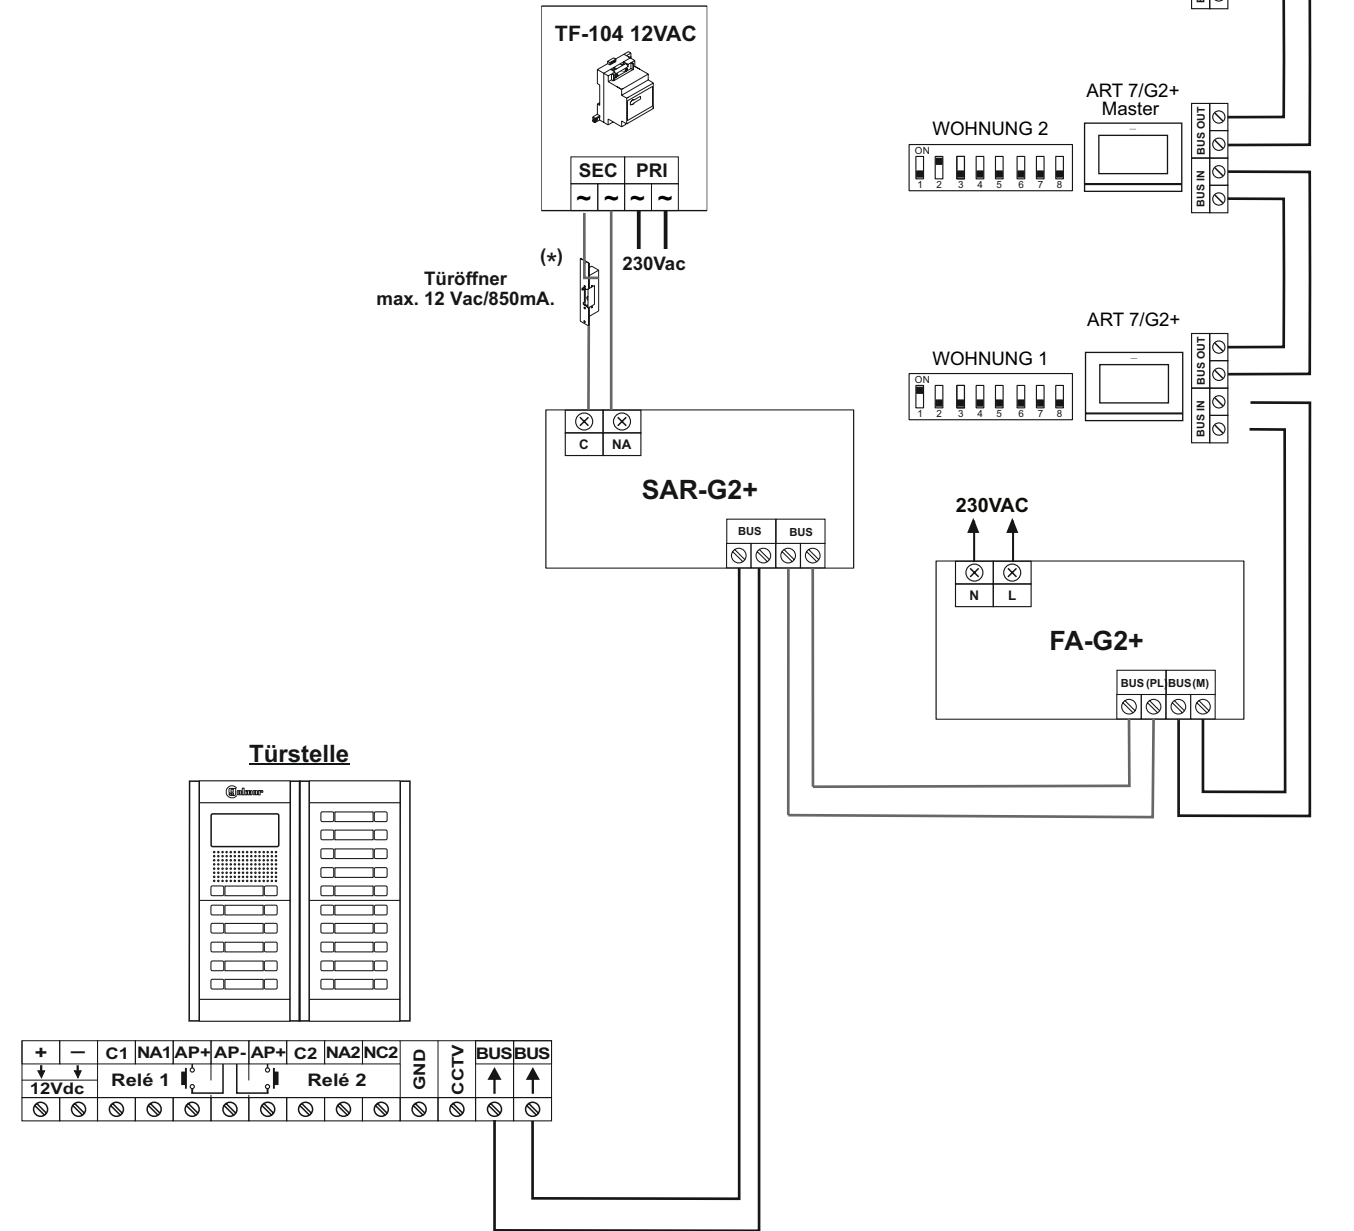 TF-104 12VAC
SEC PRI
~ ~ ~ ~
(*)
230Vac
Türöffner
max. 12 Vac/850mA.
ART 7/G2+
Master
WOHNUNG 2
ON
1 2 3 4 5 6 7 8
BUS OUT
BUS IN
ART 7/G2+
WOHNUNG 1
ON
1 2 3 4 5 6 7 8
BUS OUT
BUS IN
C NA
SAR-G2+
BUS BUS
230VAC
N L
FA-G2+
BUS (PL) BUS (M)
Türstelle
Golmar
+ — C1 NA1 AP+ AP- AP+ C2 NA2 NC2 GND CCTV BUS BUS
12Vdc Relé 1 Relé 2